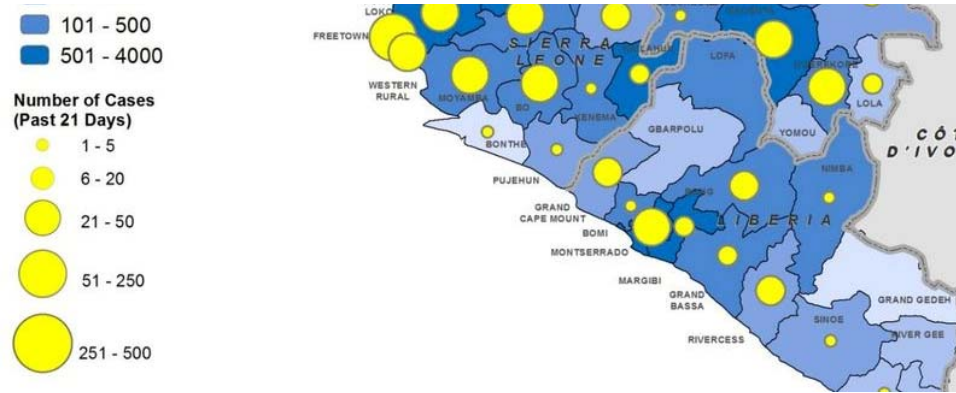 101 - 500
501 - 4000
Number of Cases
(Past 21 Days)
1 - 5
6 - 20
21 - 50
51 - 250
251 - 500
LOKO
FREETOWN
SIERRA
LEONE
LOFA
WESTERN
RURAL
MOYAMBA
BO
KENEMA
LOLA
GBARPOLU
YOMOU
CÔT
D'IVO
BONTHE
NIMBA
PUJEHUN
GRAND
CAPE MOUNT
LIBERIA
BOMI
MONTSERRADO
MARGIBI
GRAND
BASSA
GRAND GEDEH
SINOE
RIVERCESS
RIVER GEE